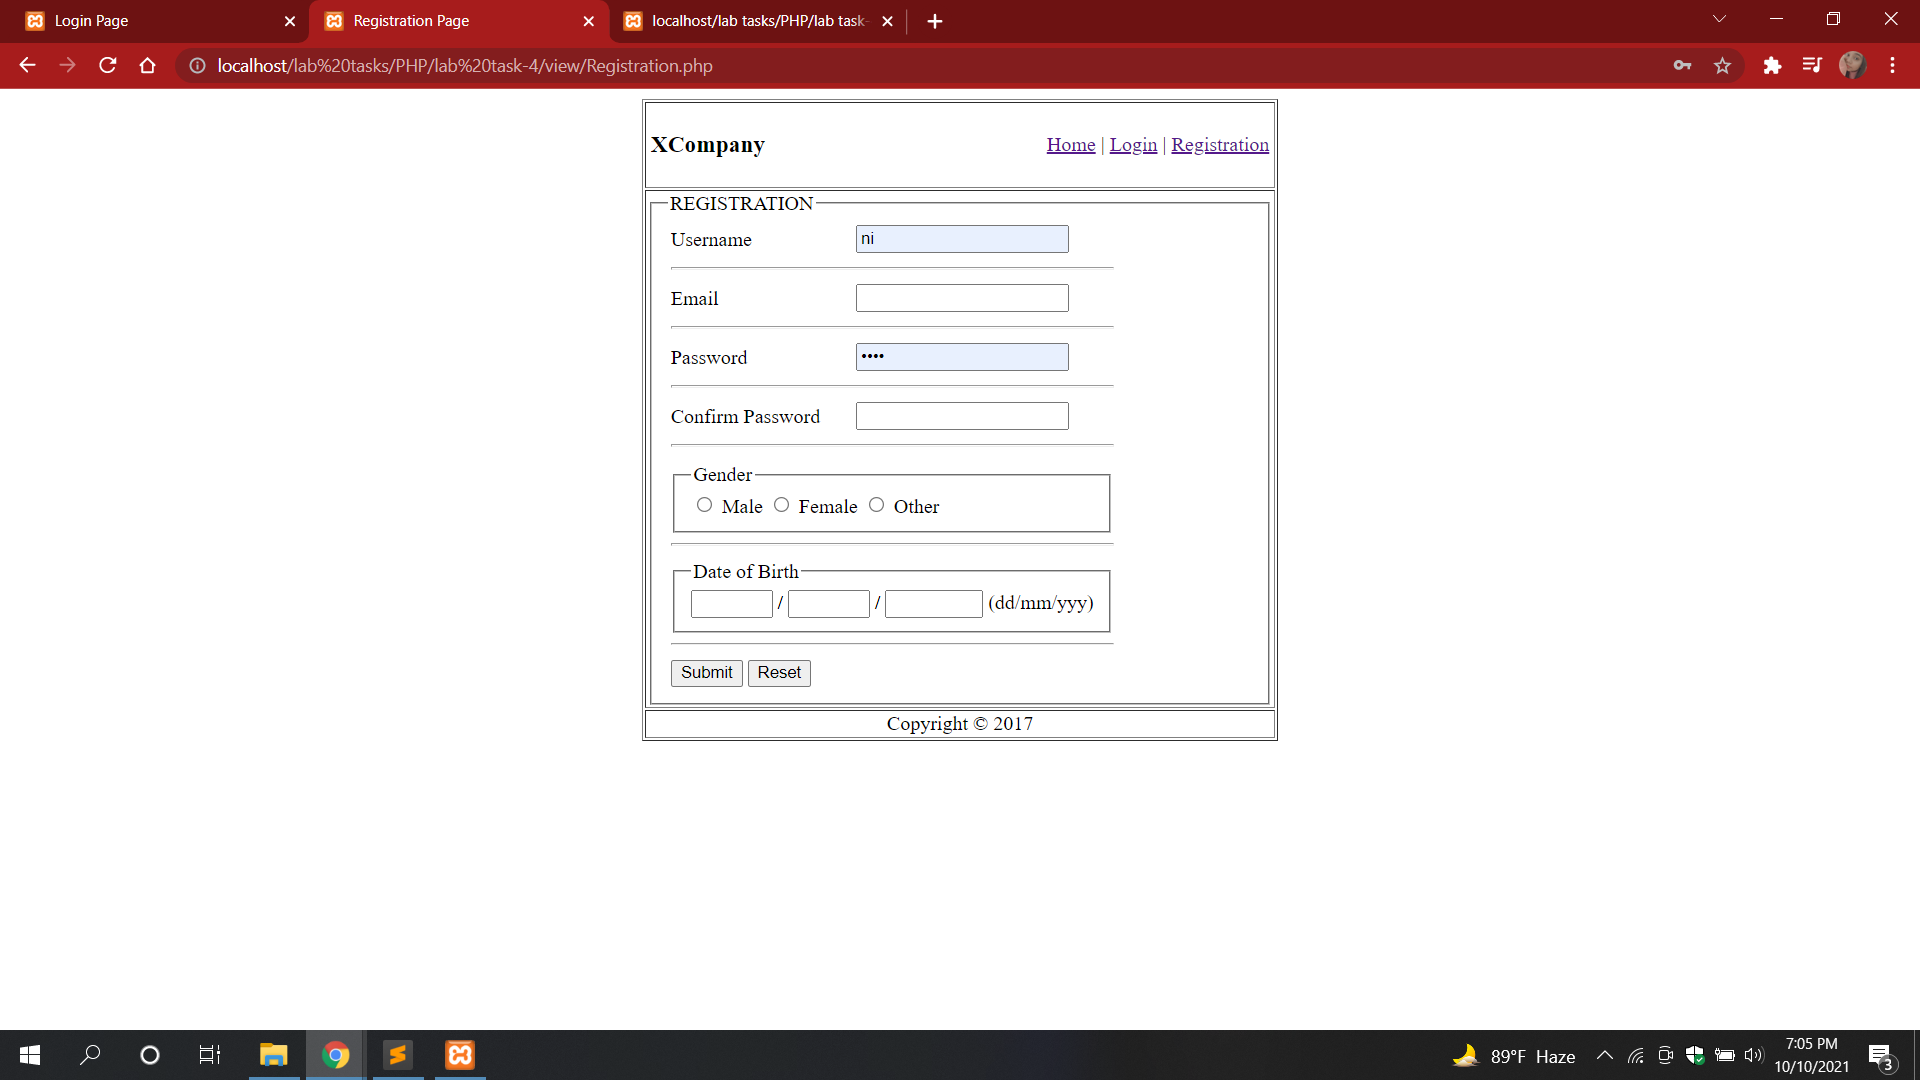 Login Page
Registration Page
localhost/lab tasks/PHP/lab task-
localhost/lab%20tasks/PHP/lab%20task-4/view/Registration.php
XCompany
Home | Login | Registration
REGISTRATION
Username
ni
Email
Password
••••
Confirm Password
Gender
Male Female Other
Date of Birth
/ / (dd/mm/yyy)
Submit Reset
Copyright © 2017
89°F Haze
7:05 PM
10/10/2021
3